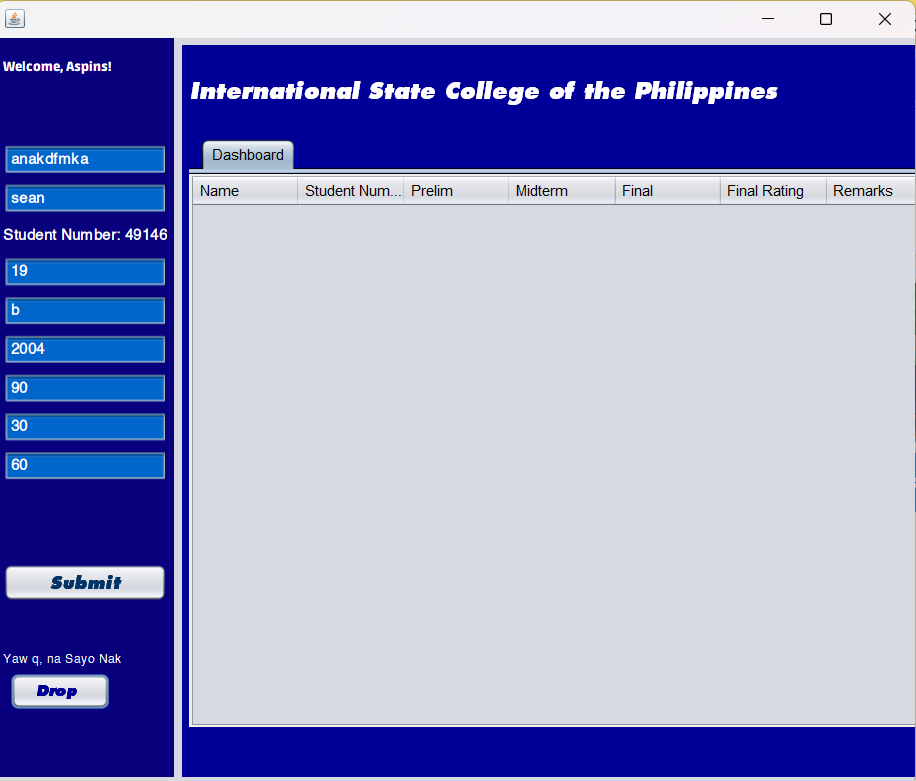 Welcome, Aspins!
International State College of the Philippines
anakdfmka
sean
Student Number: 49146
19
b
2004
90
30
60
Submit
Yaw q, na Sayo Nak
Drop
Dashboard
Name Student Num... Prelim Midterm Final Final Rating Remarks